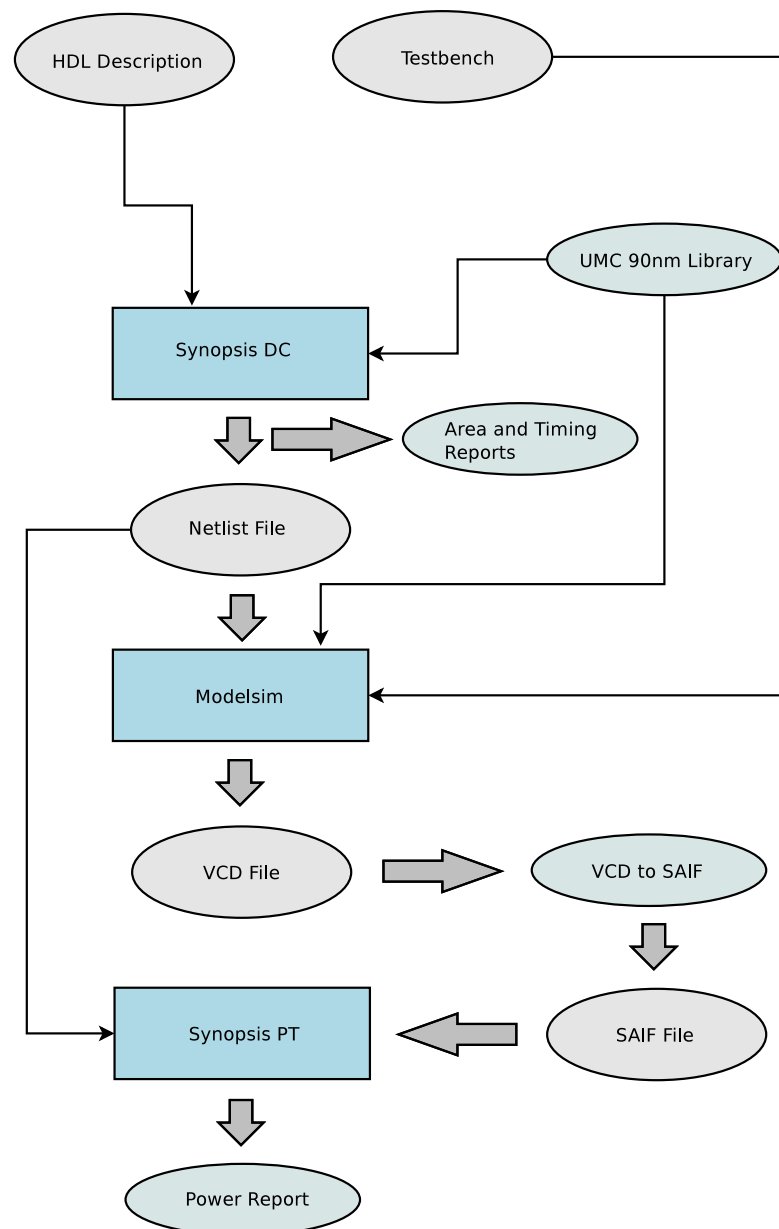 HDL Description
Testbench
UMC 90nm Library
Synopsis DC
Area and Timing
Reports
Netlist File
Modelsim
VCD File
VCD to SAIF
Synopsis PT
SAIF File
Power Report